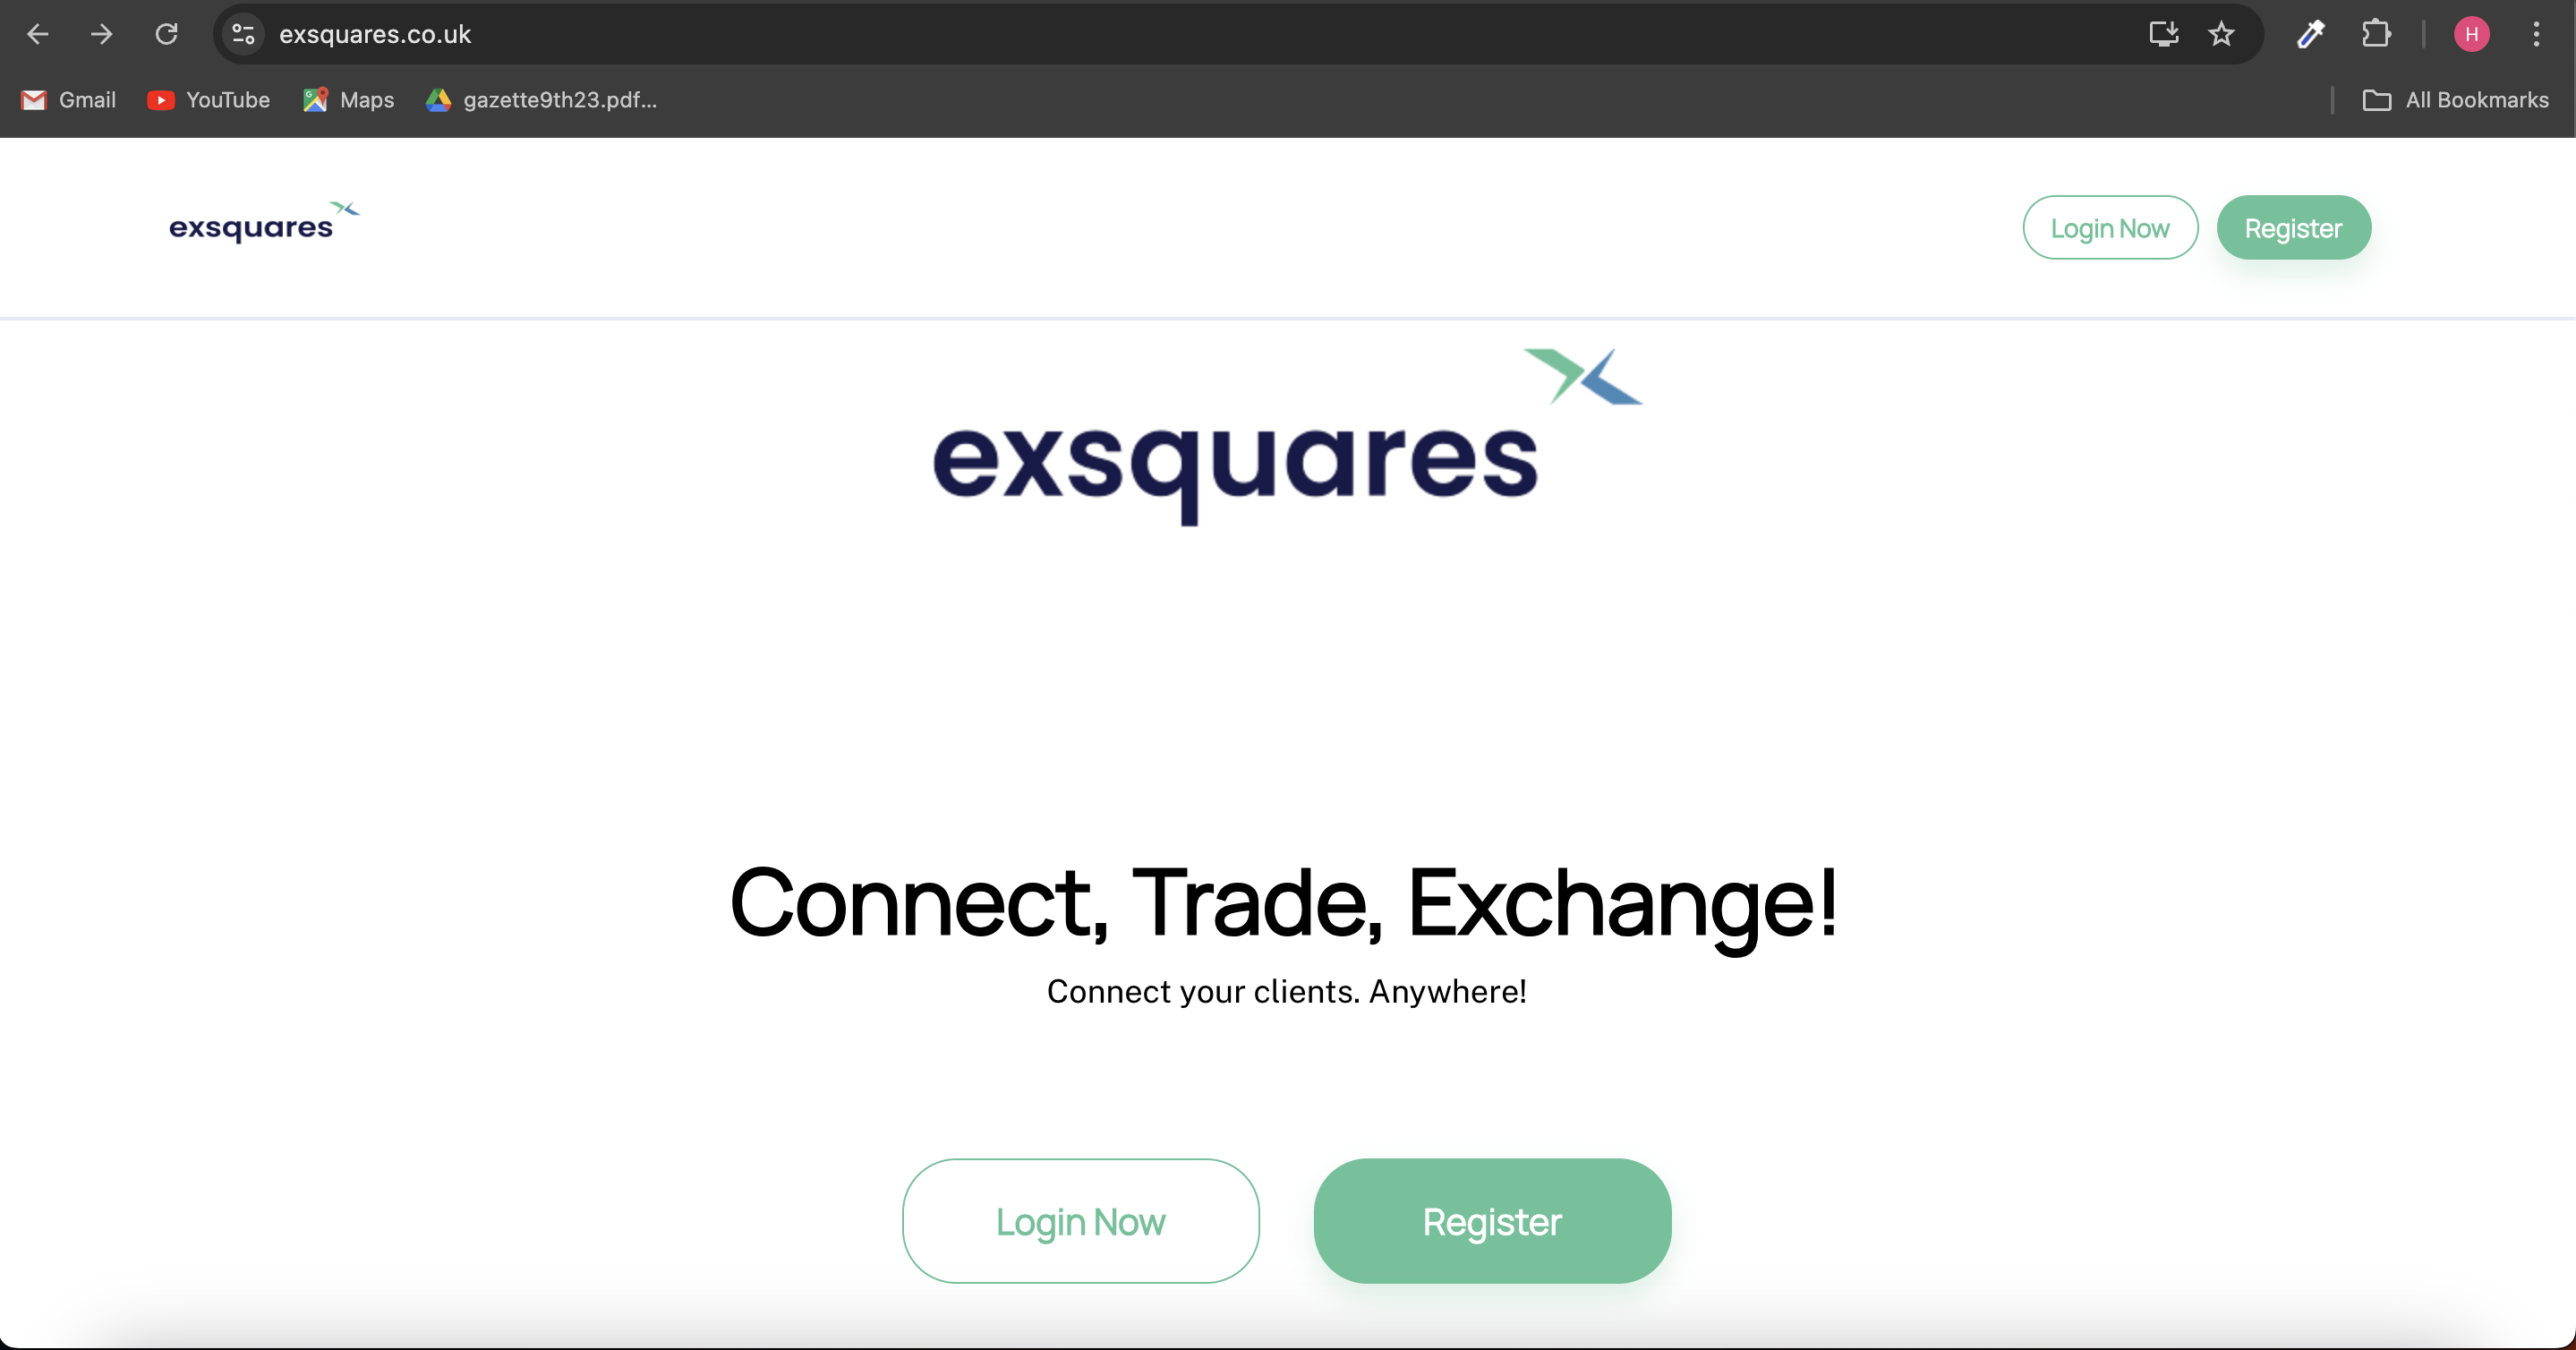 exsquares.co.uk
H
Gmail YouTube Maps gazette9th23.pdf... All Bookmarks
exsquares Login Now Register
exsquares
Connect, Trade, Exchange!
Connect your clients. Anywhere!
Login Now Register